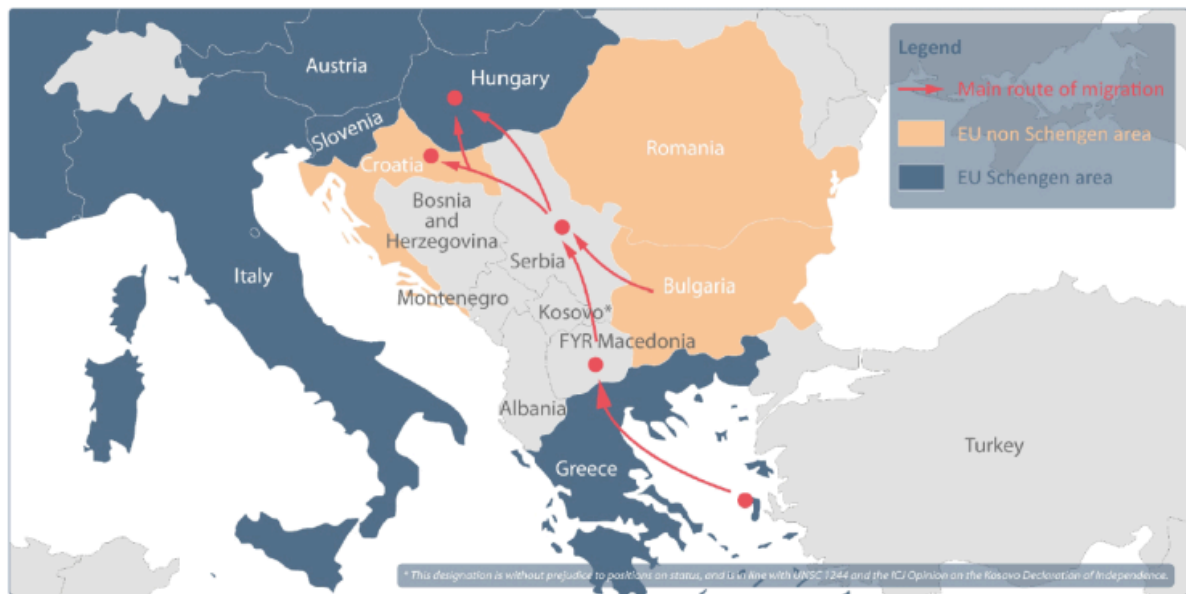 Legend
Main route of migration
EU non Schengen area
EU Schengen area
Austria
Hungary
Slovenia
Croatia
Romania
Bosnia
and
Herzegovina
Serbia
Italy
Montenegro
Bulgaria
Kosovo*
FYR Macedonia
Albania
Greece
Turkey
* This designation is without prejudice to positions on status, and is in line with UNSC 1244 and the ICJ Opinion on the Kosovo Declaration of Independence.